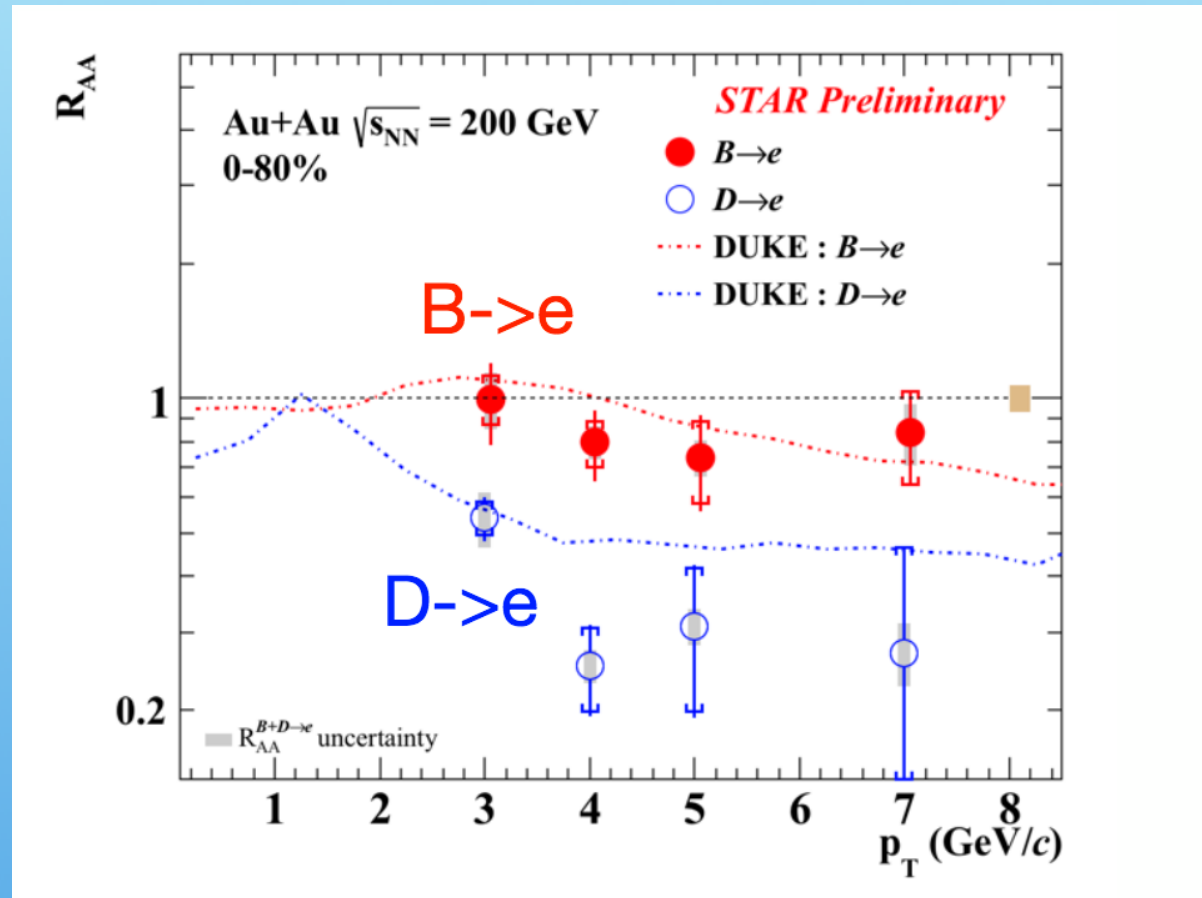 R_AA
Au+Au √s_NN = 200 GeV
0-80%
STAR Preliminary
B→e
D→e
DUKE : B→e
DUKE : D→e
B->e
D->e
1
0.2
R_AA^B+D→e uncertainty
1 2 3 4 5 6 7 8
p_T (GeV/c)